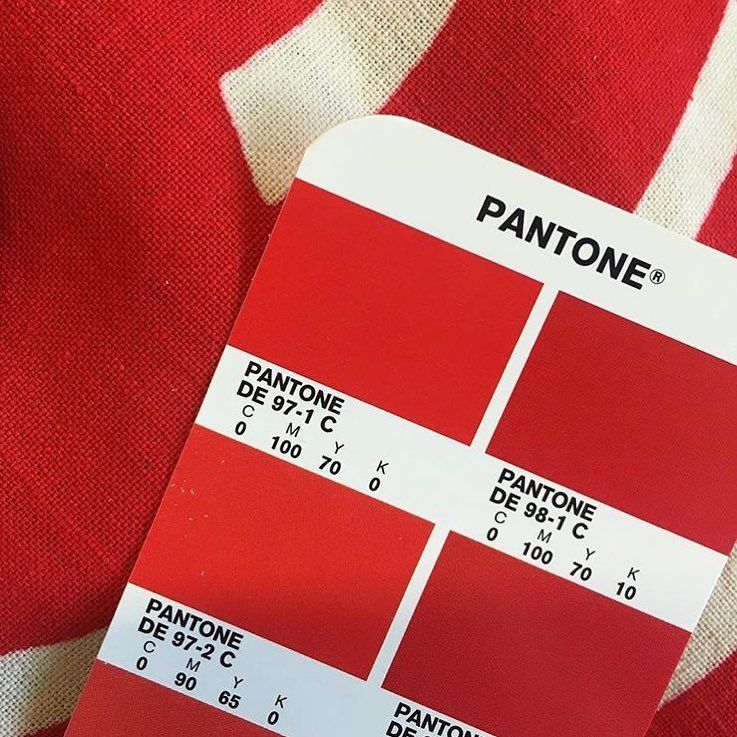 PANTONE®
PANTONE
DE 97-1 C
C M Y K
0 100 70 0
PANTONE
DE 98-1 C
C M Y K
0 100 70 10
PANTONE
DE 97-2 C
C M Y K
0 90 65 0